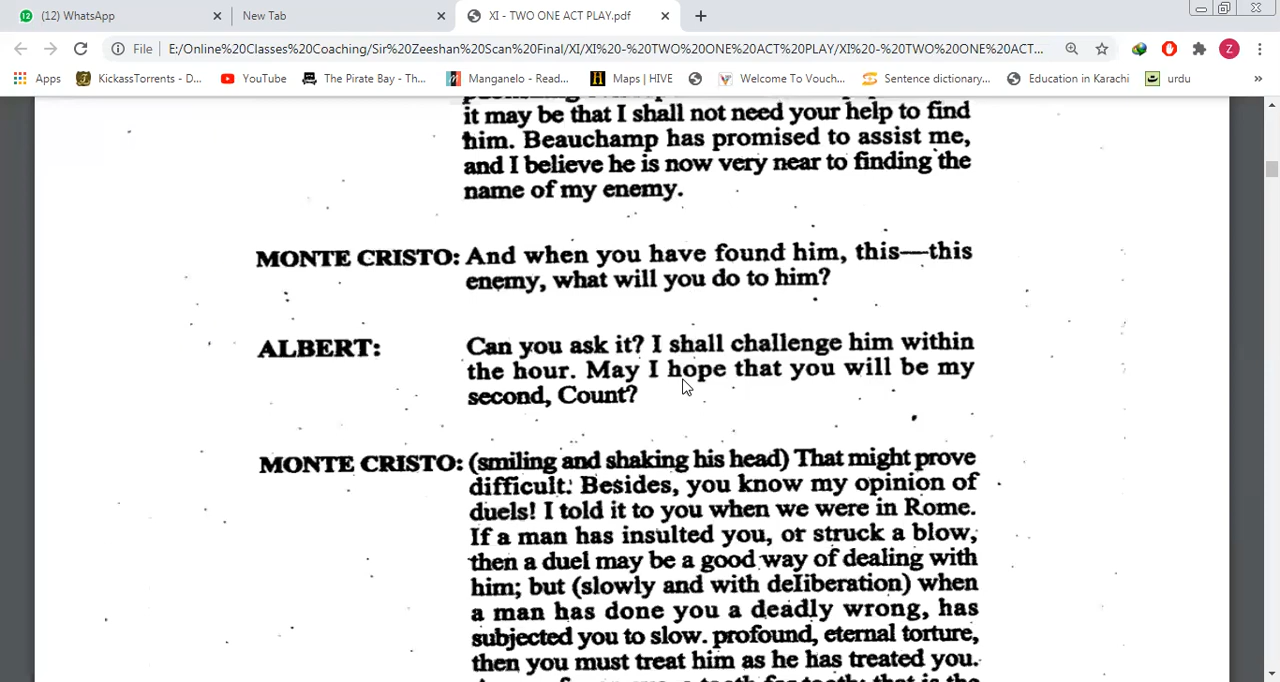 (12) WhatsApp
New Tab
XI - TWO ONE ACT PLAY.pdf
File
E:/Online%20Classes%20Coaching/Sir%20Zeeshan%20Scan%20Final/XI/XI%20-%20TWO%20ONE%20ACT%20PLAY/XI%20-%20TWO%20ONE%20ACT...
Z
Apps
KickassTorrents - D...
YouTube
The Pirate Bay - Th...
Manganelo - Read...
Maps | HIVE
Welcome To Vouch...
Sentence dictionary...
Education in Karachi
urdu
»
it may be that I shall not need your help to find
him. Beauchamp has promised to assist me,
and I believe he is now very near to finding the
name of my enemy.
MONTE CRISTO: And when you have found him, this—this
enemy, what will you do to him?
ALBERT: Can you ask it? I shall challenge him within
the hour. May I hope that you will be my
second, Count?
MONTE CRISTO: (smiling and shaking his head) That might prove
difficult. Besides, you know my opinion of
duels! I told it to you when we were in Rome.
If a man has insulted you, or struck a blow,
then a duel may be a good way of dealing with
him; but (slowly and with deliberation) when
a man has done you a deadly wrong, has
subjected you to slow. profound, eternal torture,
then you must treat him as he has treated you.
tooth for tooth; that is the